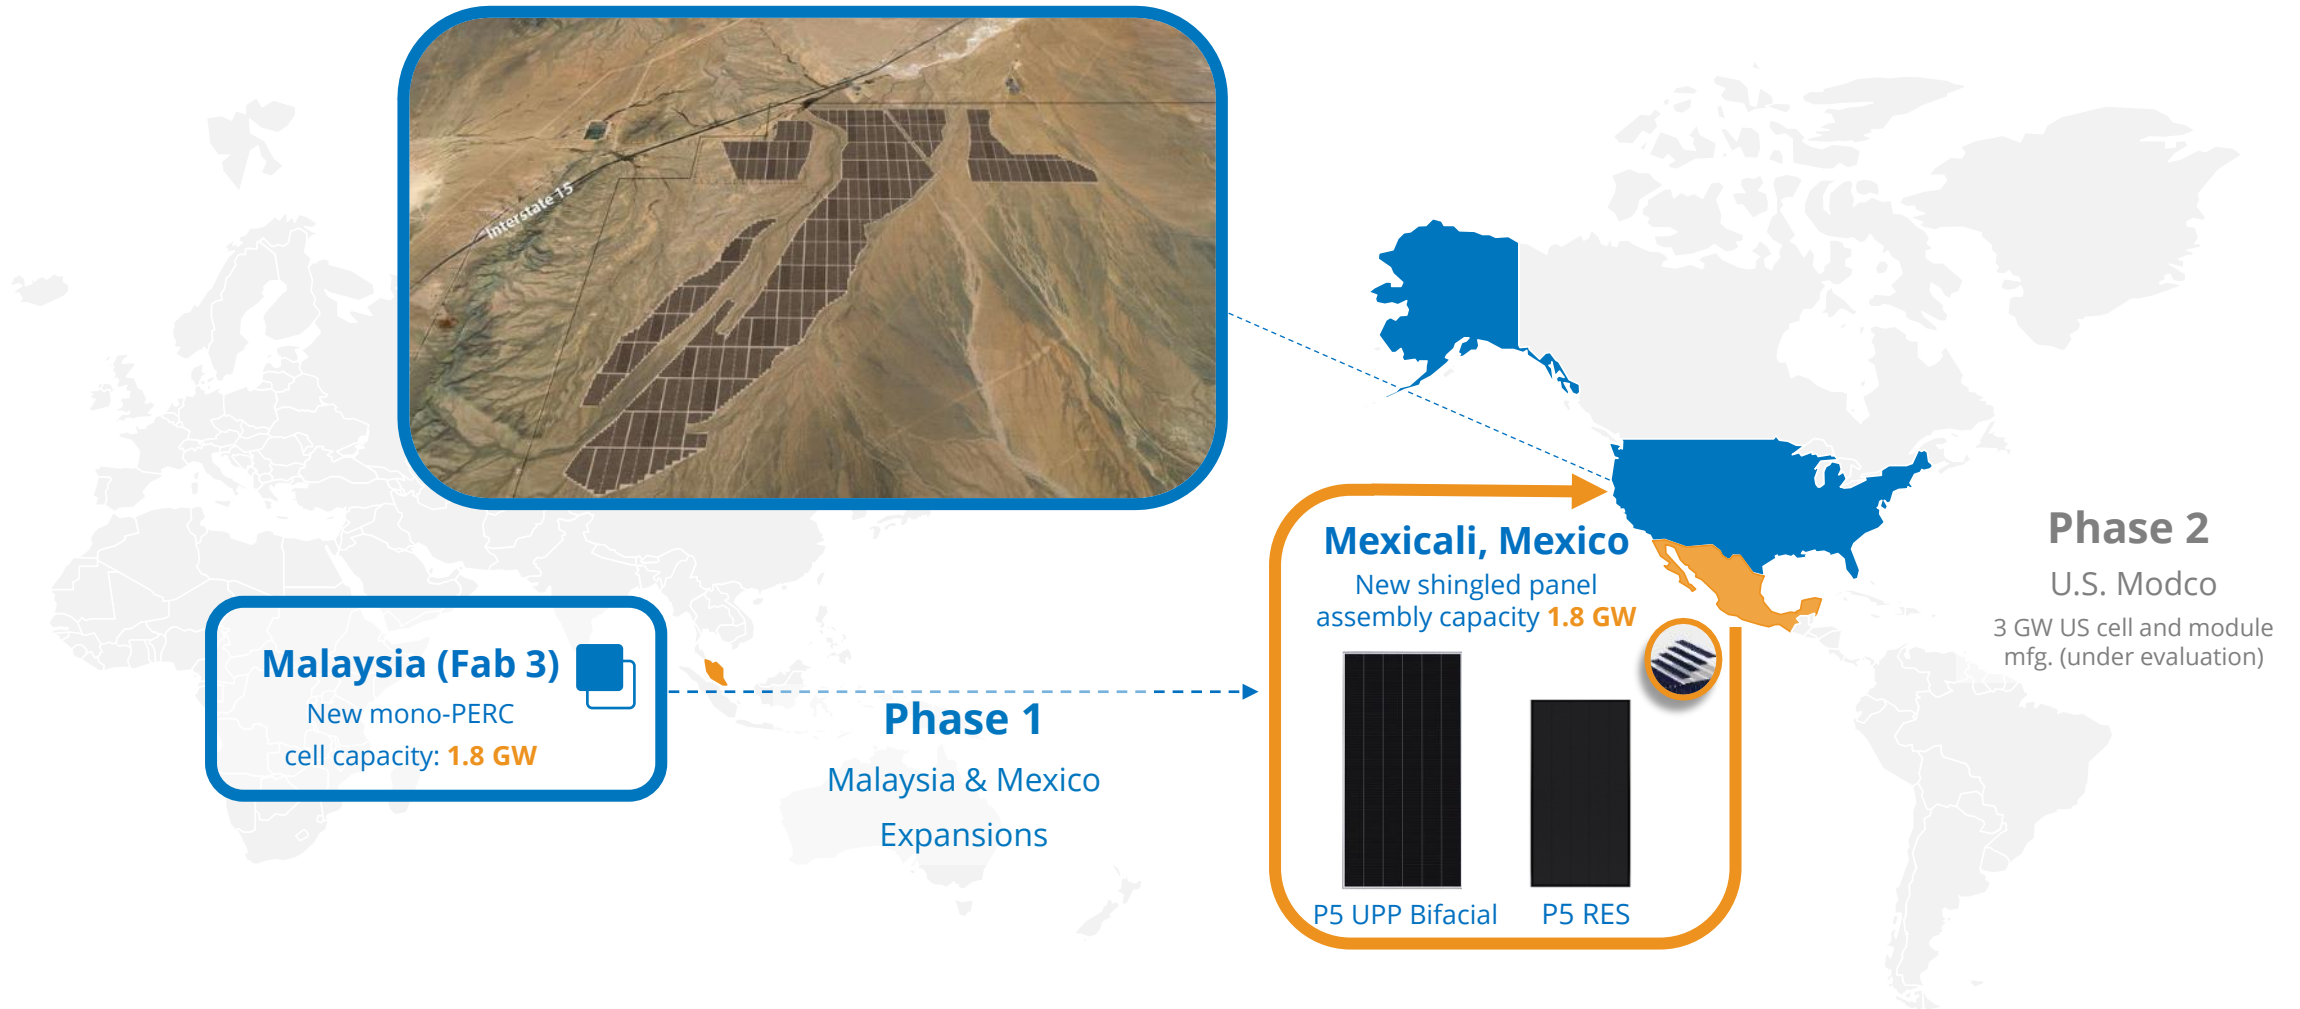 Interstate 15
Malaysia (Fab 3)
New mono-PERC
cell capacity: 1.8 GW
Phase 1
Malaysia & Mexico
Expansions
Mexicali, Mexico
New shingled panel
assembly capacity 1.8 GW
P5 UPP Bifacial
P5 RES
Phase 2
U.S. Modco
3 GW US cell and module
mfg. (under evaluation)